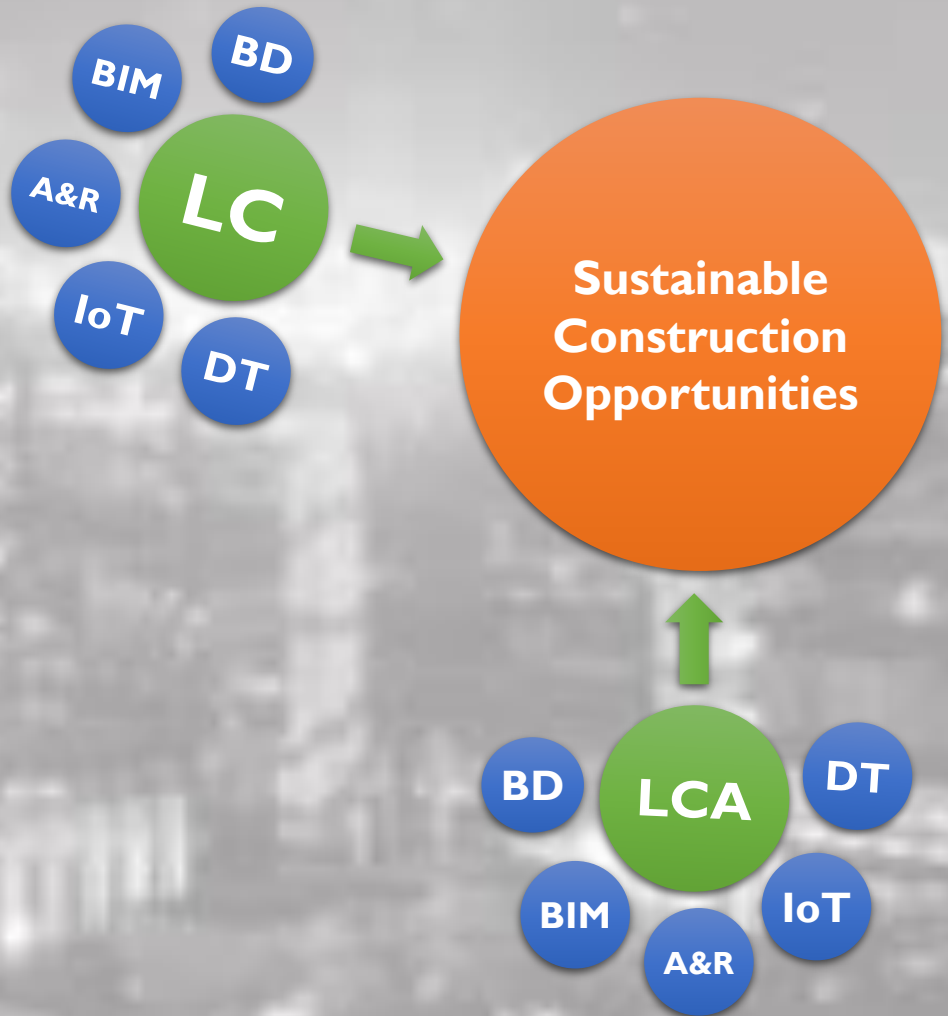 BD
BIM
A&R
LC
IoT
DT
Sustainable
Construction
Opportunities
BD
LCA
DT
BIM
IoT
A&R